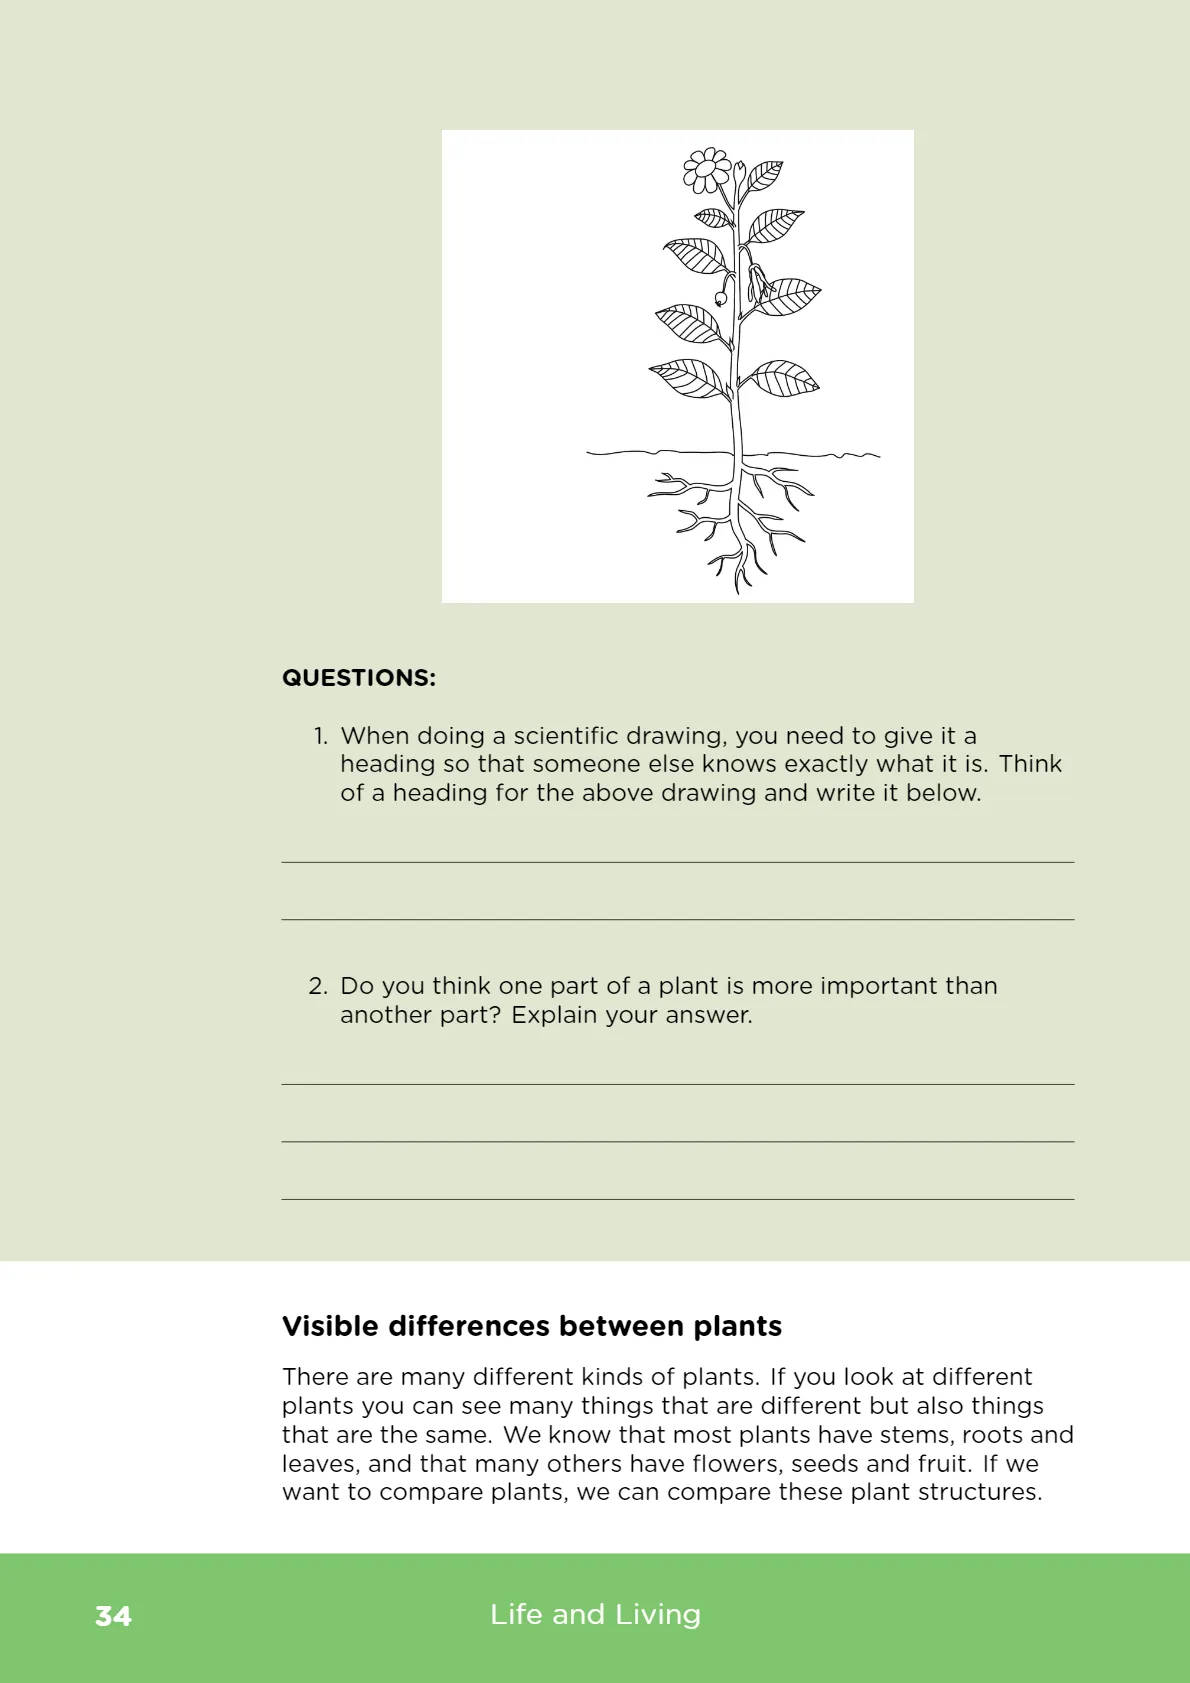 QUESTIONS:
1. When doing a scientific drawing, you need to give it a
heading so that someone else knows exactly what it is. Think
of a heading for the above drawing and write it below.
2. Do you think one part of a plant is more important than
another part? Explain your answer.
Visible differences between plants
There are many different kinds of plants. If you look at different
plants you can see many things that are different but also things
that are the same. We know that most plants have stems, roots and
leaves, and that many others have flowers, seeds and fruit. If we
want to compare plants, we can compare these plant structures.
34
Life and Living